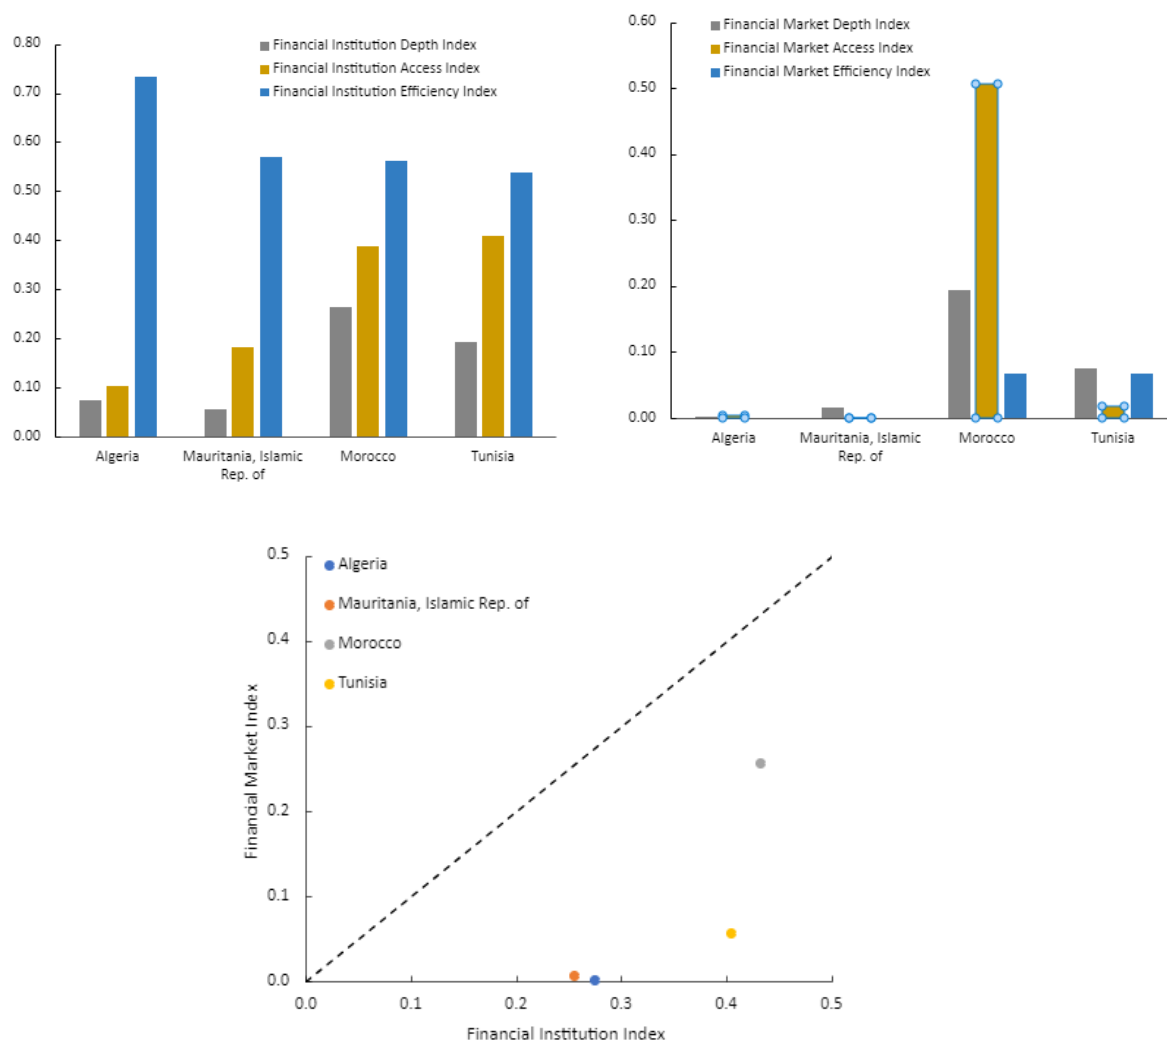 0.80
0.70
0.60
0.50
0.40
0.30
0.20
0.10
0.00
Financial Institution Depth Index
Financial Institution Access Index
Financial Institution Efficiency Index
Algeria
Mauritania, Islamic
Rep. of
Morocco
Tunisia
0.60
0.50
0.40
0.30
0.20
0.10
0.00
Financial Market Depth Index
Financial Market Access Index
Financial Market Efficiency Index
Algeria
Mauritania, Islamic
Rep. of
Morocco
Tunisia
Financial Market Index
0.5
0.4
0.3
0.2
0.1
0.0
Algeria
Mauritania, Islamic Rep. of
Morocco
Tunisia
0.0
0.1
0.2
0.3
0.4
0.5
Financial Institution Index